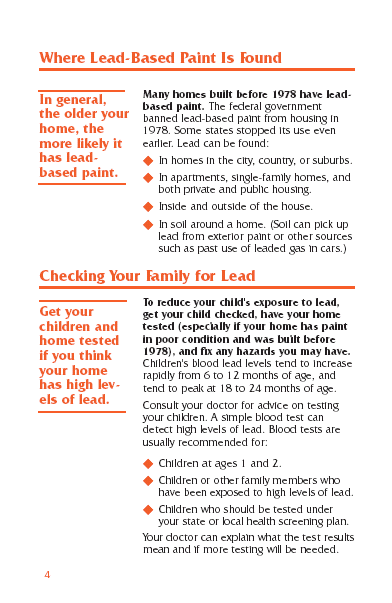 Where Lead-Based Paint Is Found
In general,
the older your
home, the
more likely it
has lead-
based paint.
Many homes built before 1978 have lead-
based paint. The federal government
banned lead-based paint from housing in
1978. Some states stopped its use even
earlier. Lead can be found:
◆ In homes in the city, country, or suburbs.
◆ In apartments, single-family homes, and
both private and public housing.
◆ Inside and outside of the house.
◆ In soil around a home. (Soil can pick up
lead from exterior paint or other sources
such as past use of leaded gas in cars.)
Checking Your Family for Lead
Get your
children and
home tested
if you think
your home
has high lev-
els of lead.
To reduce your child's exposure to lead,
get your child checked, have your home
tested (especially if your home has paint
in poor condition and was built before
1978), and fix any hazards you may have.
Children's blood lead levels tend to increase
rapidly from 6 to 12 months of age, and
tend to peak at 18 to 24 months of age.
Consult your doctor for advice on testing
your children. A simple blood test can
detect high levels of lead. Blood tests are
usually recommended for:
◆ Children at ages 1 and 2.
◆ Children or other family members who
have been exposed to high levels of lead.
◆ Children who should be tested under
your state or local health screening plan.
Your doctor can explain what the test results
mean and if more testing will be needed.
4